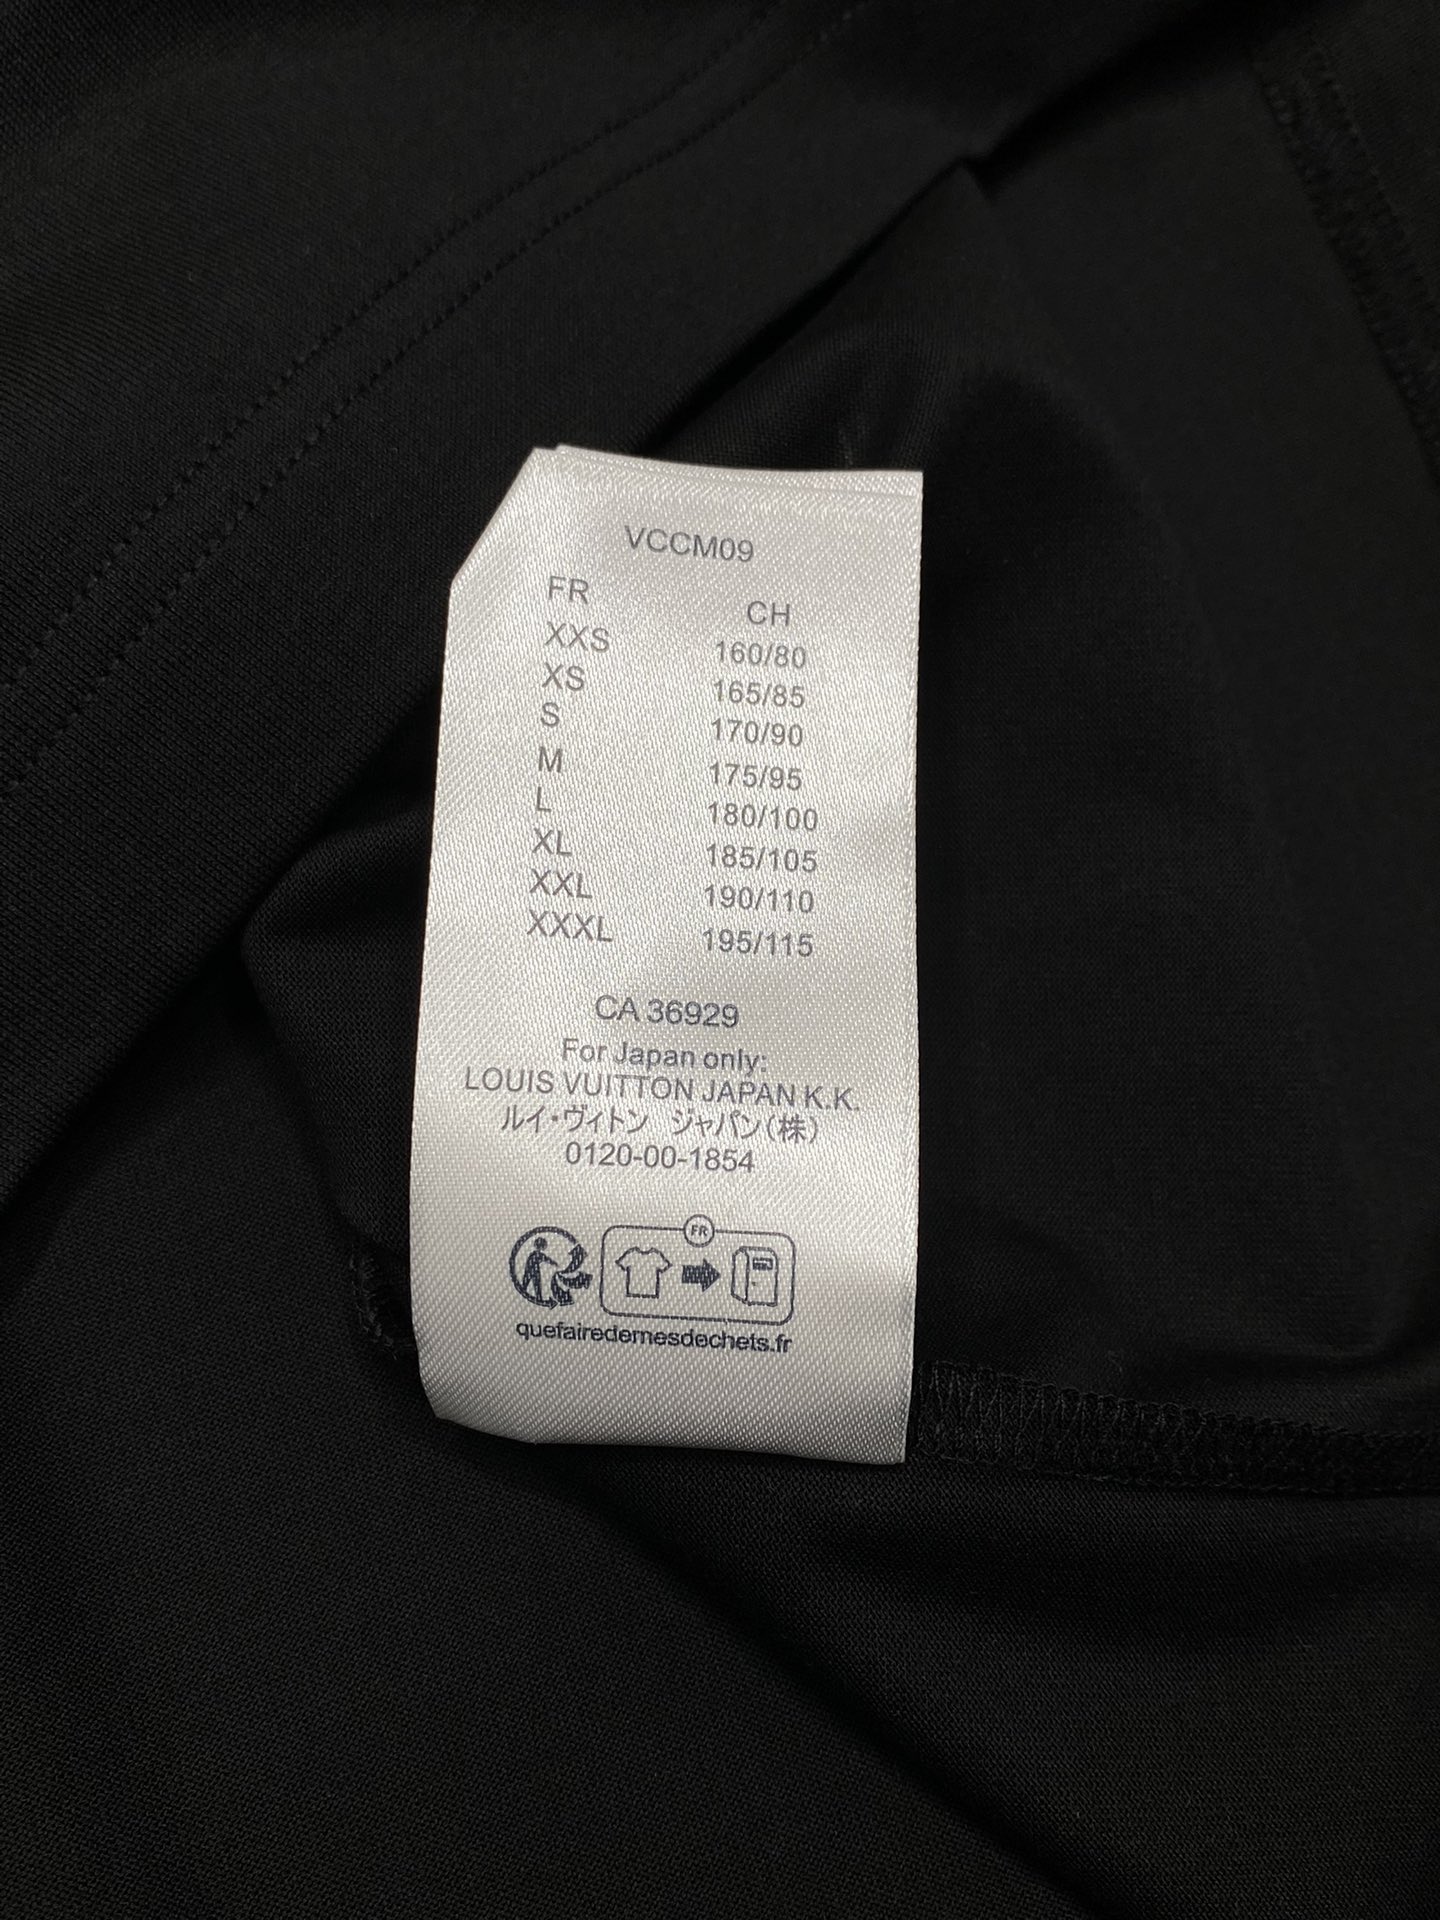 VCCM09
FR CH
XXS 160/80
XS 165/85
S 170/90
M 175/95
L 180/100
XL 185/105
XXL 190/110
XXXL 195/115
CA 36929
For Japan only:
LOUIS VUITTON JAPAN K.K.
ルイ・ヴィトン ジャパン(株)
0120-00-1854
FR
quefairedemesdechets.fr